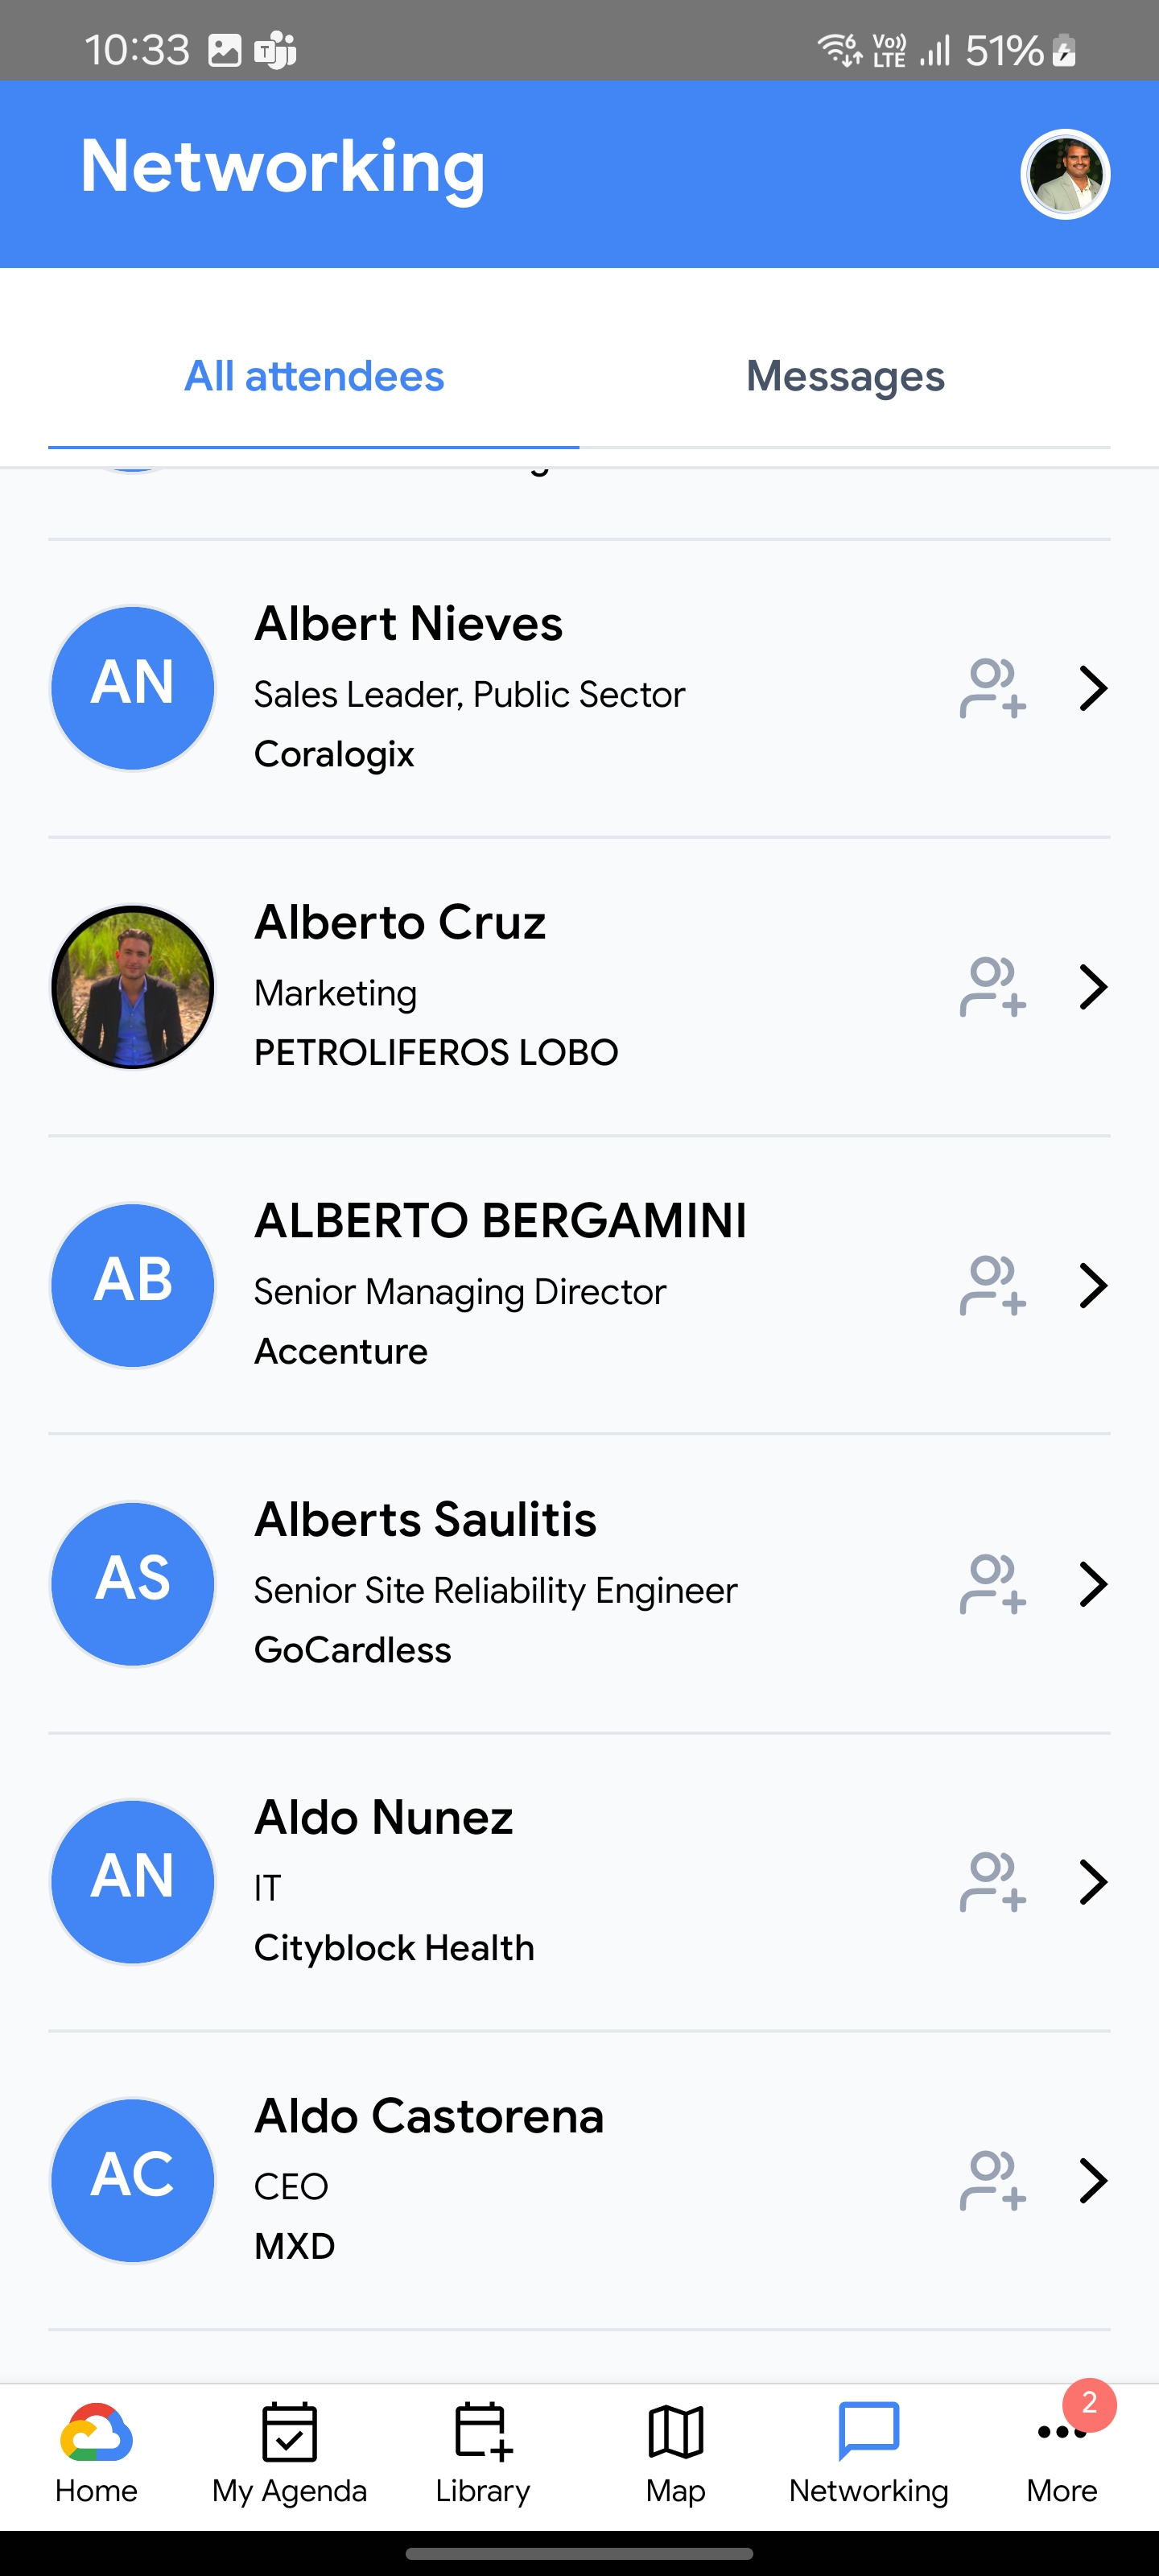 10:33
Vo))
LTE
51%
Networking
All attendees
Messages
AN
Albert Nieves
Sales Leader, Public Sector
Coralogix
Alberto Cruz
Marketing
PETROLIFEROS LOBO
AB
ALBERTO BERGAMINI
Senior Managing Director
Accenture
AS
Alberts Saulitis
Senior Site Reliability Engineer
GoCardless
AN
Aldo Nunez
IT
Cityblock Health
AC
Aldo Castorena
CEO
MXD
2
Home
My Agenda
Library
Map
Networking
More